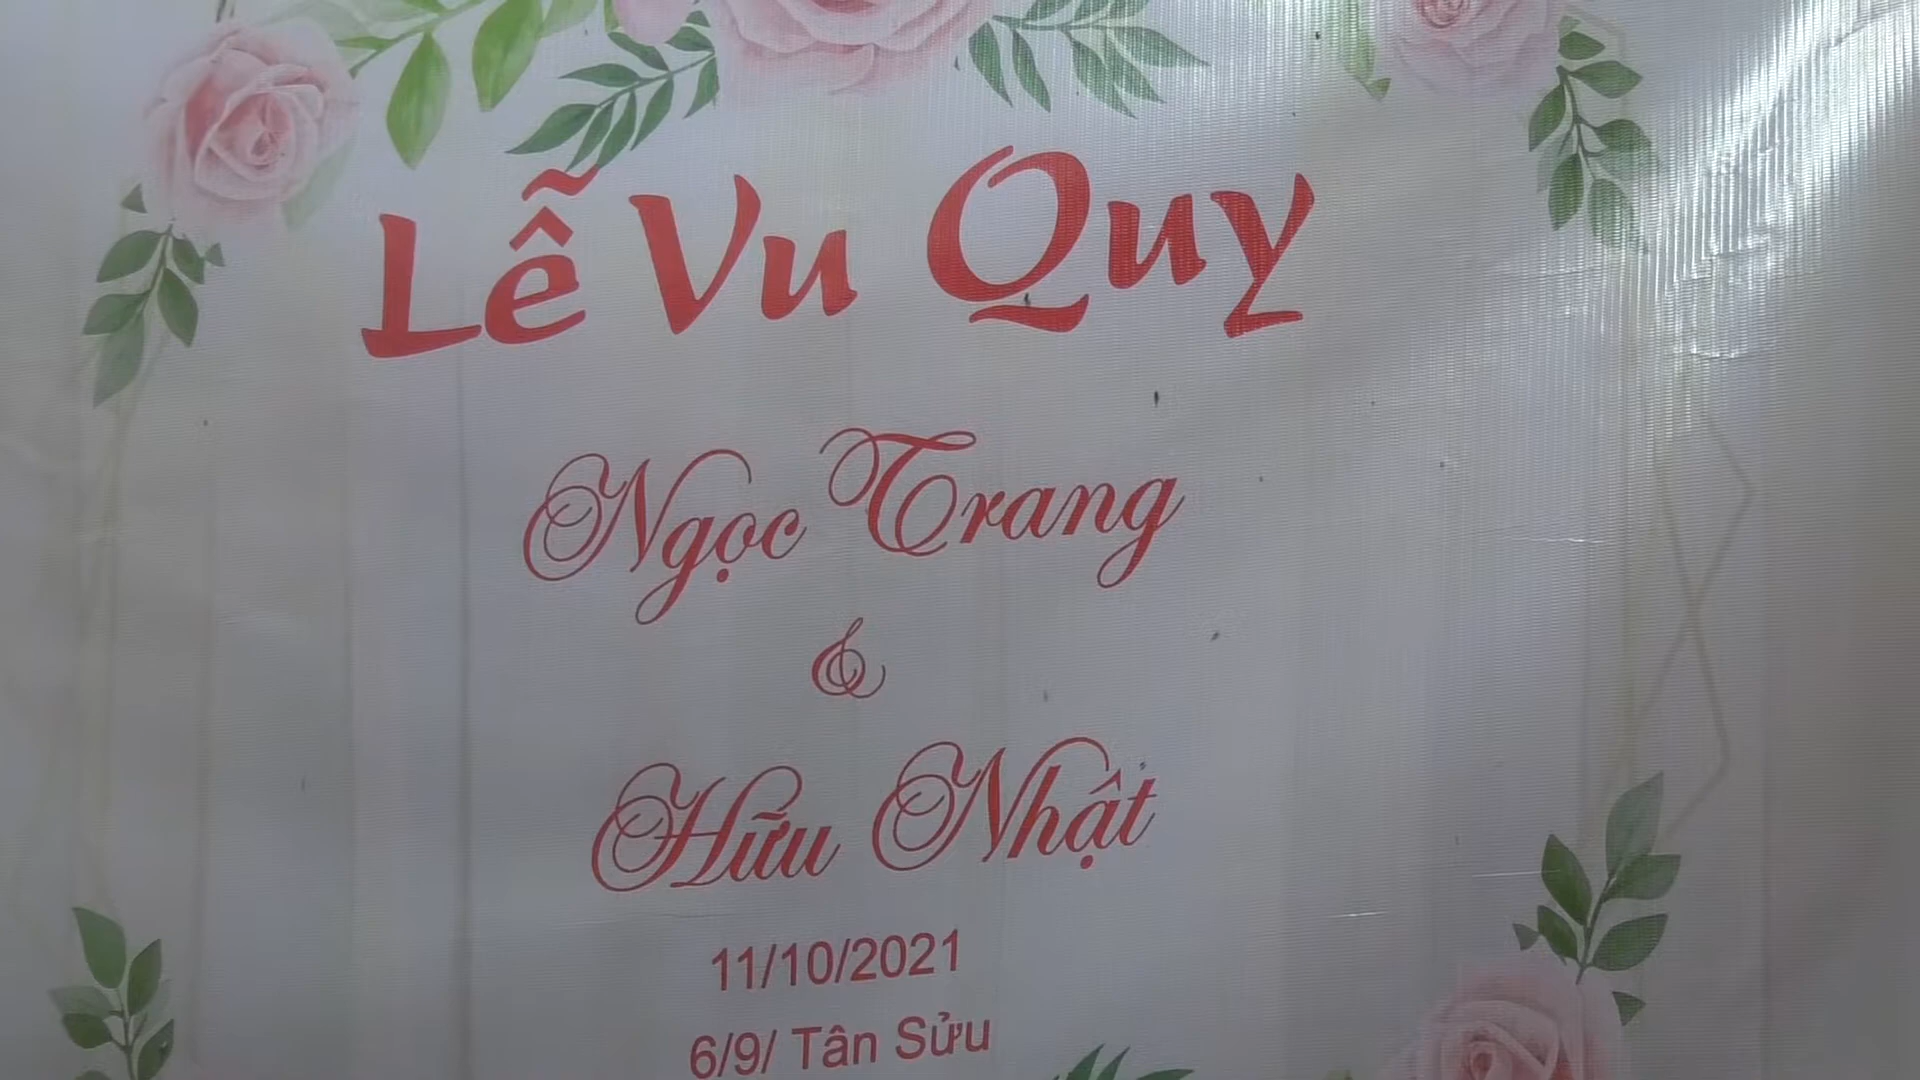 Lễ Vu Quy
Ngọc Trang
&
Hữu Nhật
11/10/2021
6/9/ Tân Sửu